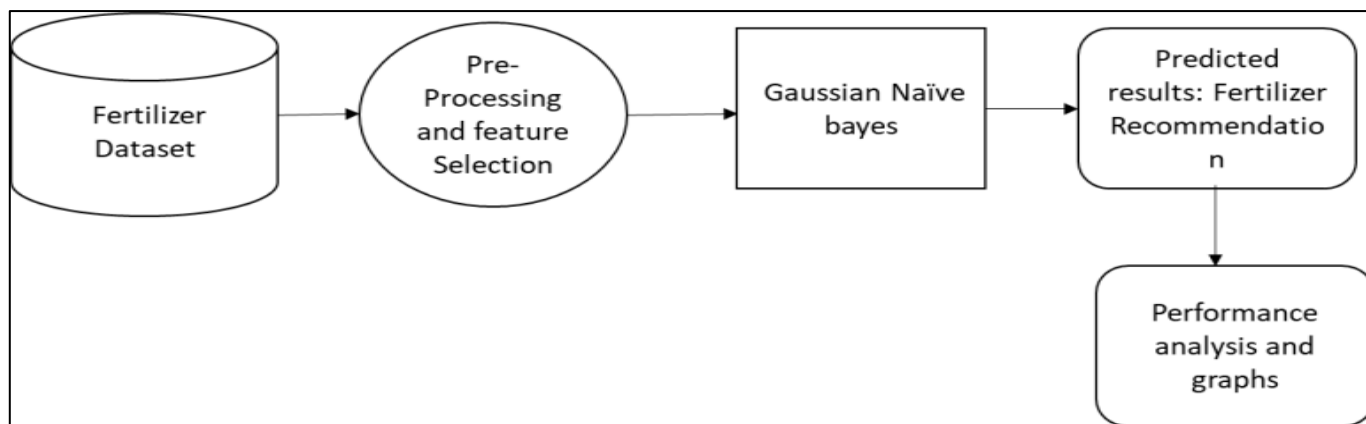 Fertilizer
Dataset
Pre-
Processing
and feature
Selection
Gaussian Naïve
bayes
Predicted
results: Fertilizer
Recommendatio
n
Performance
analysis and
graphs